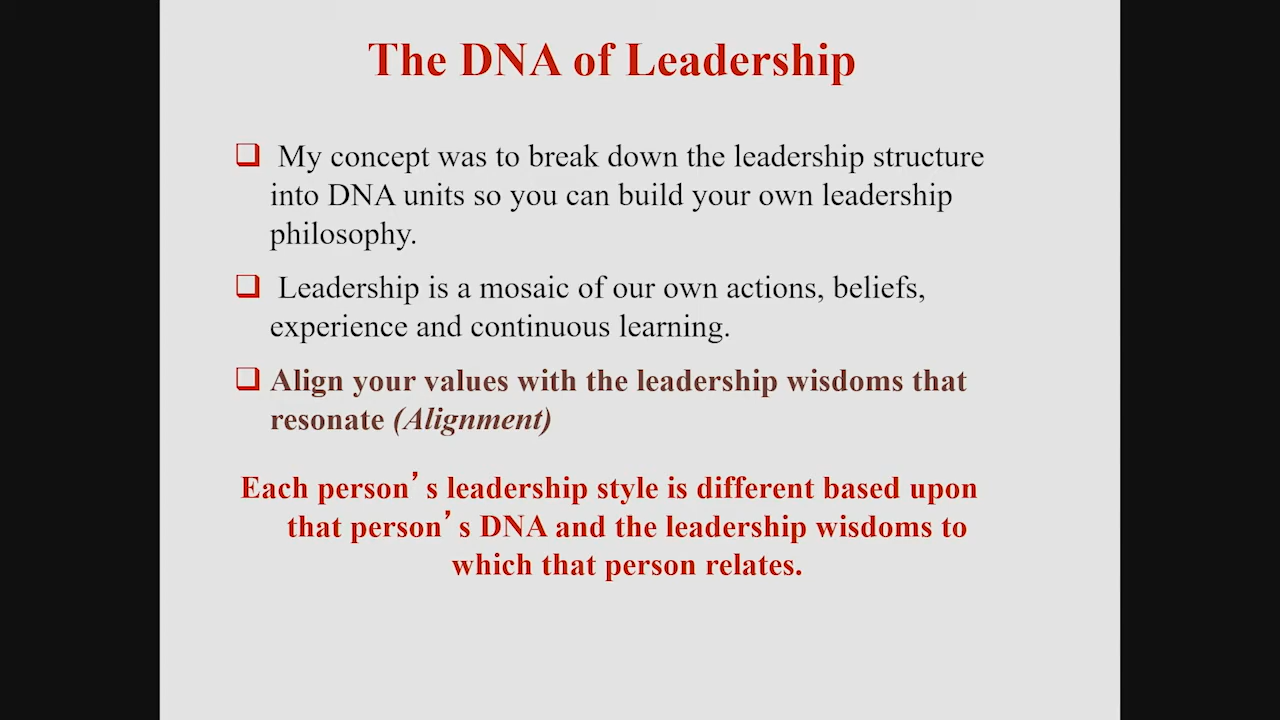 The DNA of Leadership
❑ My concept was to break down the leadership structure
into DNA units so you can build your own leadership
philosophy.
❑ Leadership is a mosaic of our own actions, beliefs,
experience and continuous learning.
❑ Align your values with the leadership wisdoms that
resonate (Alignment)
Each person’s leadership style is different based upon
that person’s DNA and the leadership wisdoms to
which that person relates.